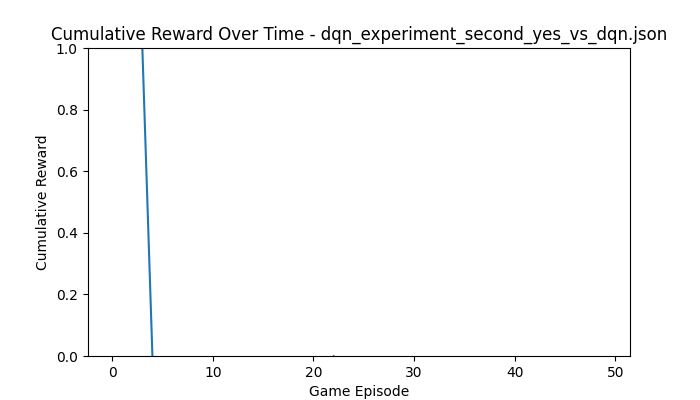 Cumulative Reward Over Time - dqn_experiment_second_yes_vs_dqn.json
1.0
0.8
0.6
0.4
0.2
0.0
Cumulative Reward
0 10 20 30 40 50
Game Episode